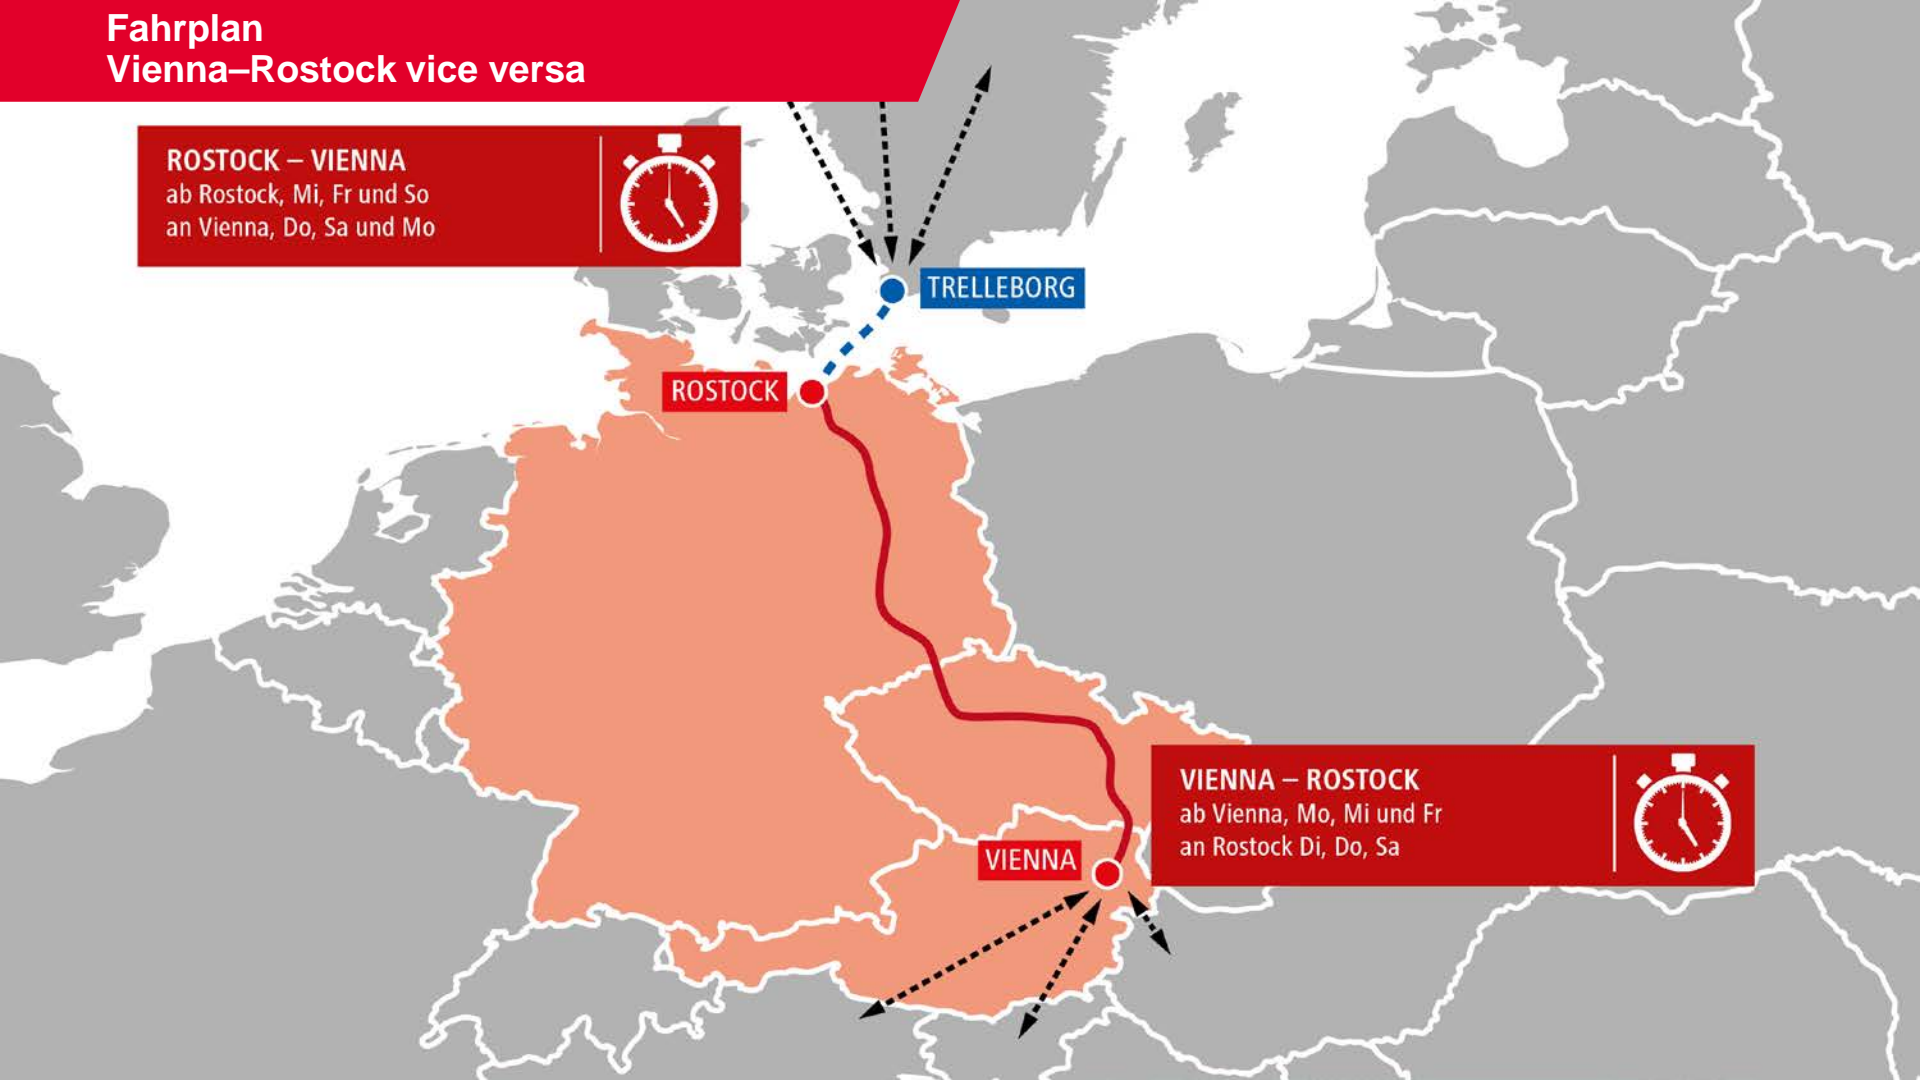 Fahrplan
Vienna–Rostock vice versa
ROSTOCK – VIENNA
ab Rostock, Mi, Fr und So
an Vienna, Do, Sa und Mo
TRELLEBORG
ROSTOCK
VIENNA – ROSTOCK
ab Vienna, Mo, Mi und Fr
an Rostock Di, Do, Sa
VIENNA